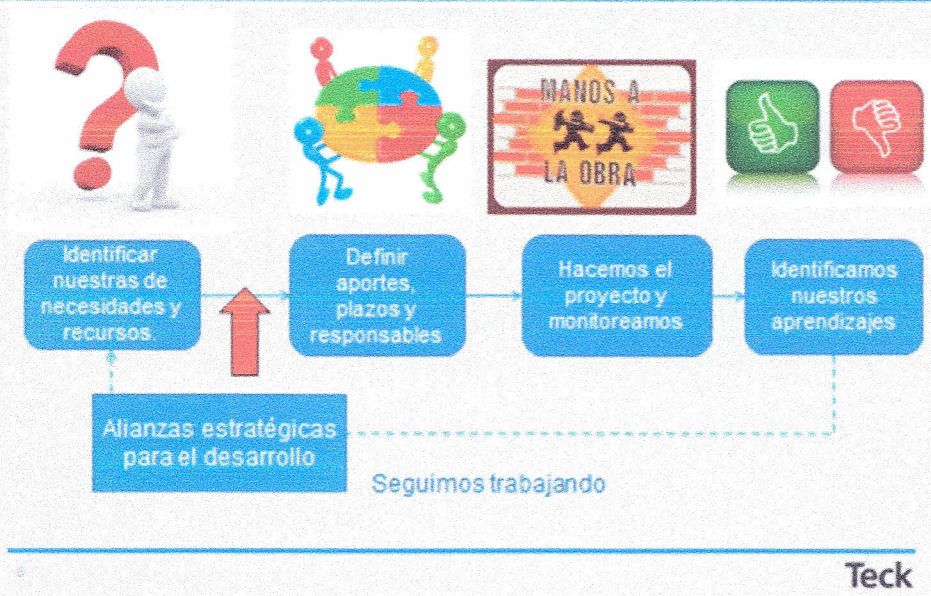 MANOS A
LA OBRA
Identificar
nuestras de
necesidades y
recursos.
Definir
aportes,
plazos y
responsables
Hacemos el
proyecto y
monitoreamos
Identificamos
nuestros
aprendizajes
Alianzas estratégicas
para el desarrollo
Seguimos trabajando
Teck